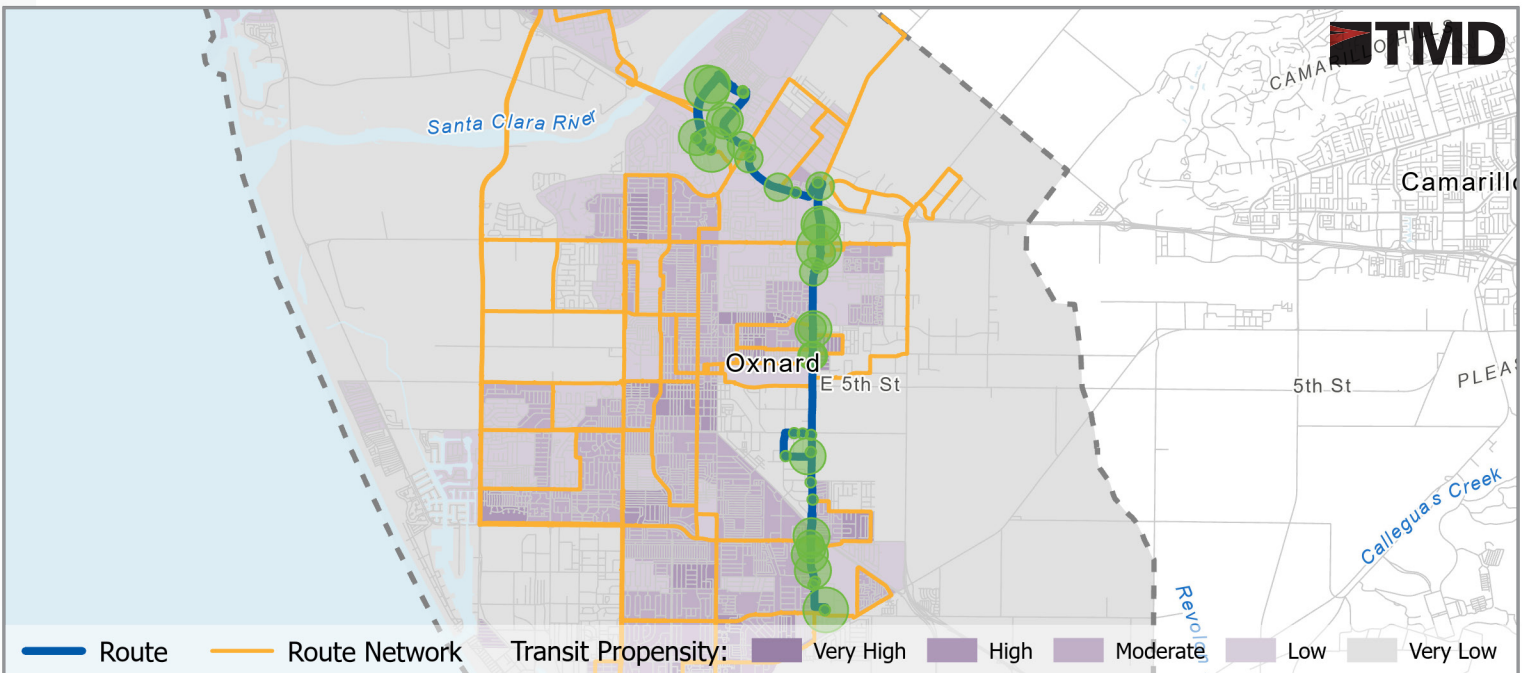 TMD
CAMARILLO HILLS
Santa Clara River
Camarillo
Oxnard
E 5th St
5th St
PLEAS
Calleguas Creek
Revolon
Route
Route Network
Transit Propensity:
Very High
High
Moderate
Low
Very Low